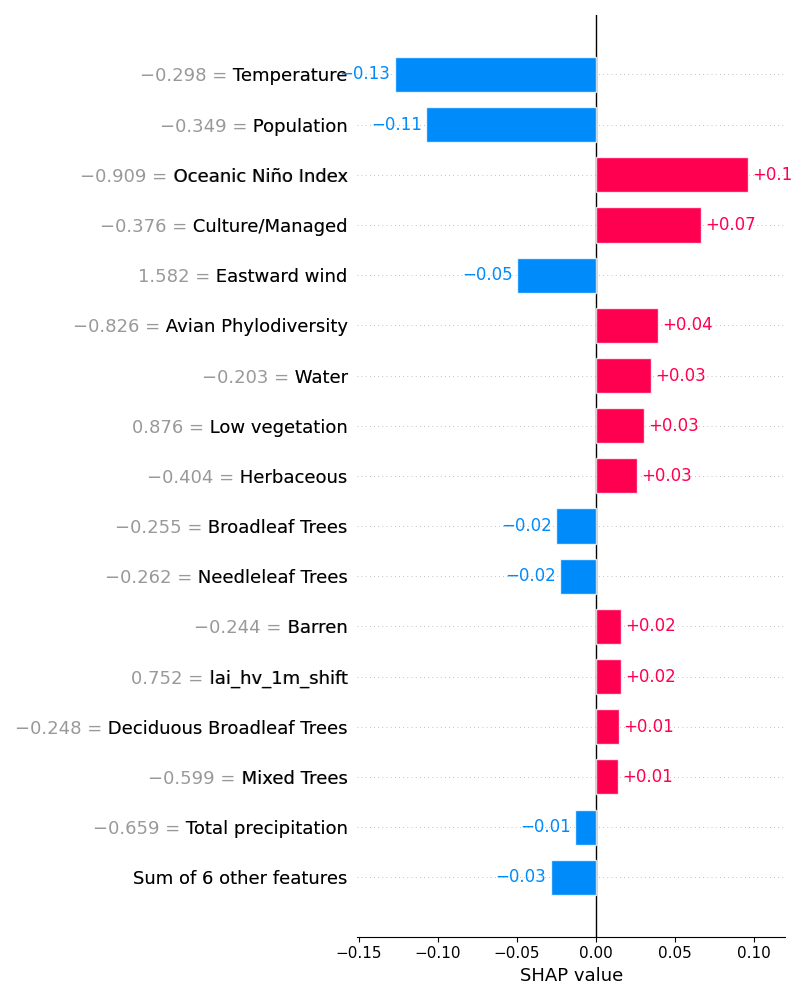 −0.298 = Temperature −0.13
−0.349 = Population −0.11
−0.909 = Oceanic Niño Index +0.1
−0.376 = Culture/Managed +0.07
1.582 = Eastward wind −0.05
−0.826 = Avian Phylodiversity +0.04
−0.203 = Water +0.03
0.876 = Low vegetation +0.03
−0.404 = Herbaceous +0.03
−0.255 = Broadleaf Trees −0.02
−0.262 = Needleleaf Trees −0.02
−0.244 = Barren +0.02
0.752 = lai_hv_1m_shift +0.02
−0.248 = Deciduous Broadleaf Trees +0.01
−0.599 = Mixed Trees +0.01
−0.659 = Total precipitation −0.01
Sum of 6 other features −0.03
−0.15 −0.10 −0.05 0.00 0.05 0.10
SHAP value